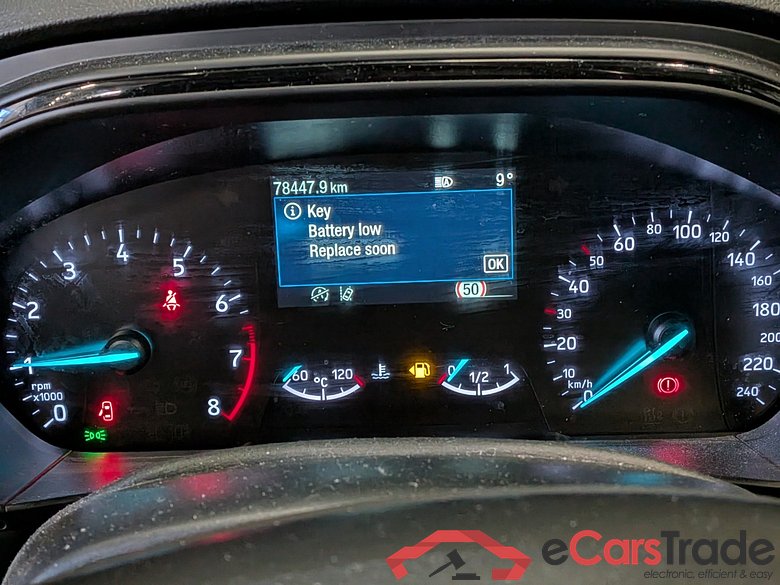 78447.9 km 9°
Key
Battery low
Replace soon
OK
50
0 1 2 3 4 5 6 7 8
rpm
x1000
60 °C 120
0 1/2 1
0 10 20 30 40 50 60 80 100 120 140 160 180 200 220 240
km/h
eCarsTrade
electronic, efficient & easy